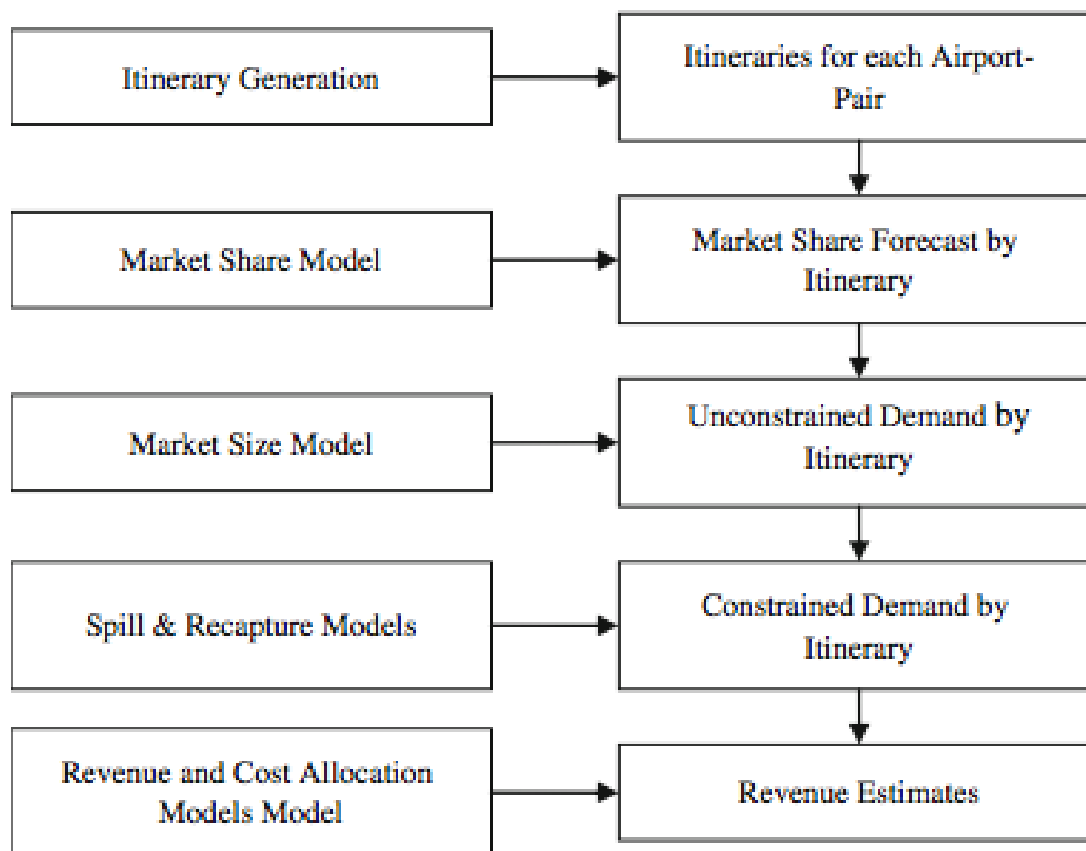 Itinerary Generation
Itineraries for each Airport-
Pair
Market Share Model
Market Share Forecast by
Itinerary
Market Size Model
Unconstrained Demand by
Itinerary
Spill & Recapture Models
Constrained Demand by
Itinerary
Revenue and Cost Allocation
Models Model
Revenue Estimates